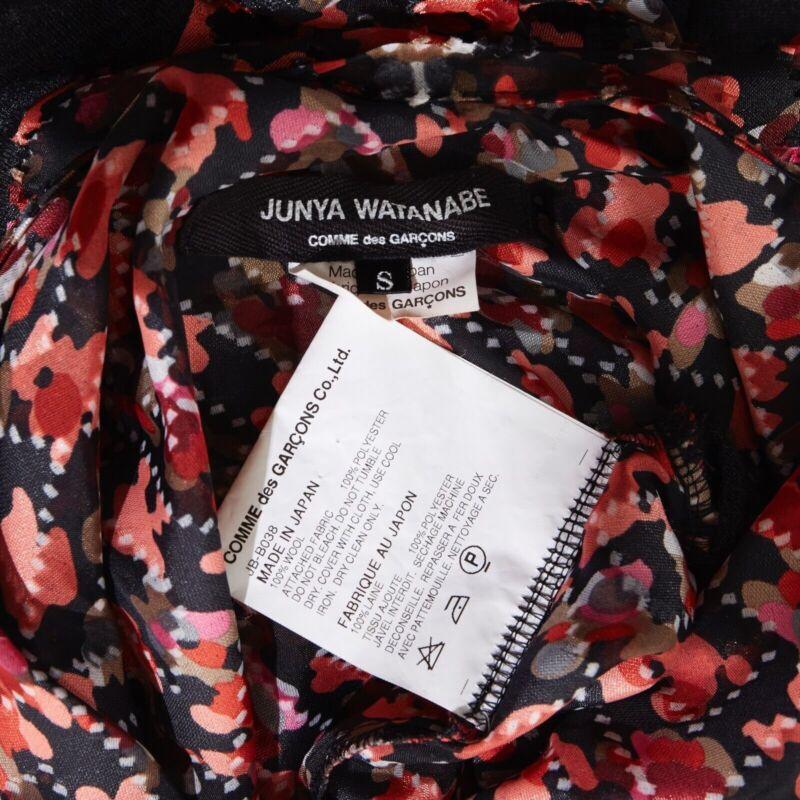 JUNYA WATANABE
COMME des GARÇONS
S
Japon
des GARÇONS
COMME des GARÇONS Co.,Ltd.
JB-B038
MADE IN JAPAN
100% WOOL
ATTACHED FABRIC 100% POLYESTER
DO NOT BLEACH. DO NOT TUMBLE
DRY. COVER WITH CLOTH, USE COOL
IRON. DRY CLEAN ONLY.
FABRIQUE AU JAPON
100% LAINE
TISSU AJOUTE 100% POLYESTER
JAVEL INTERDIT. SECHAGE MACHINE
DECONSEILLE. REPASSER A FER DOUX
AVEC PATTEMOUILLE. NETTOYAGE A SEC.
P